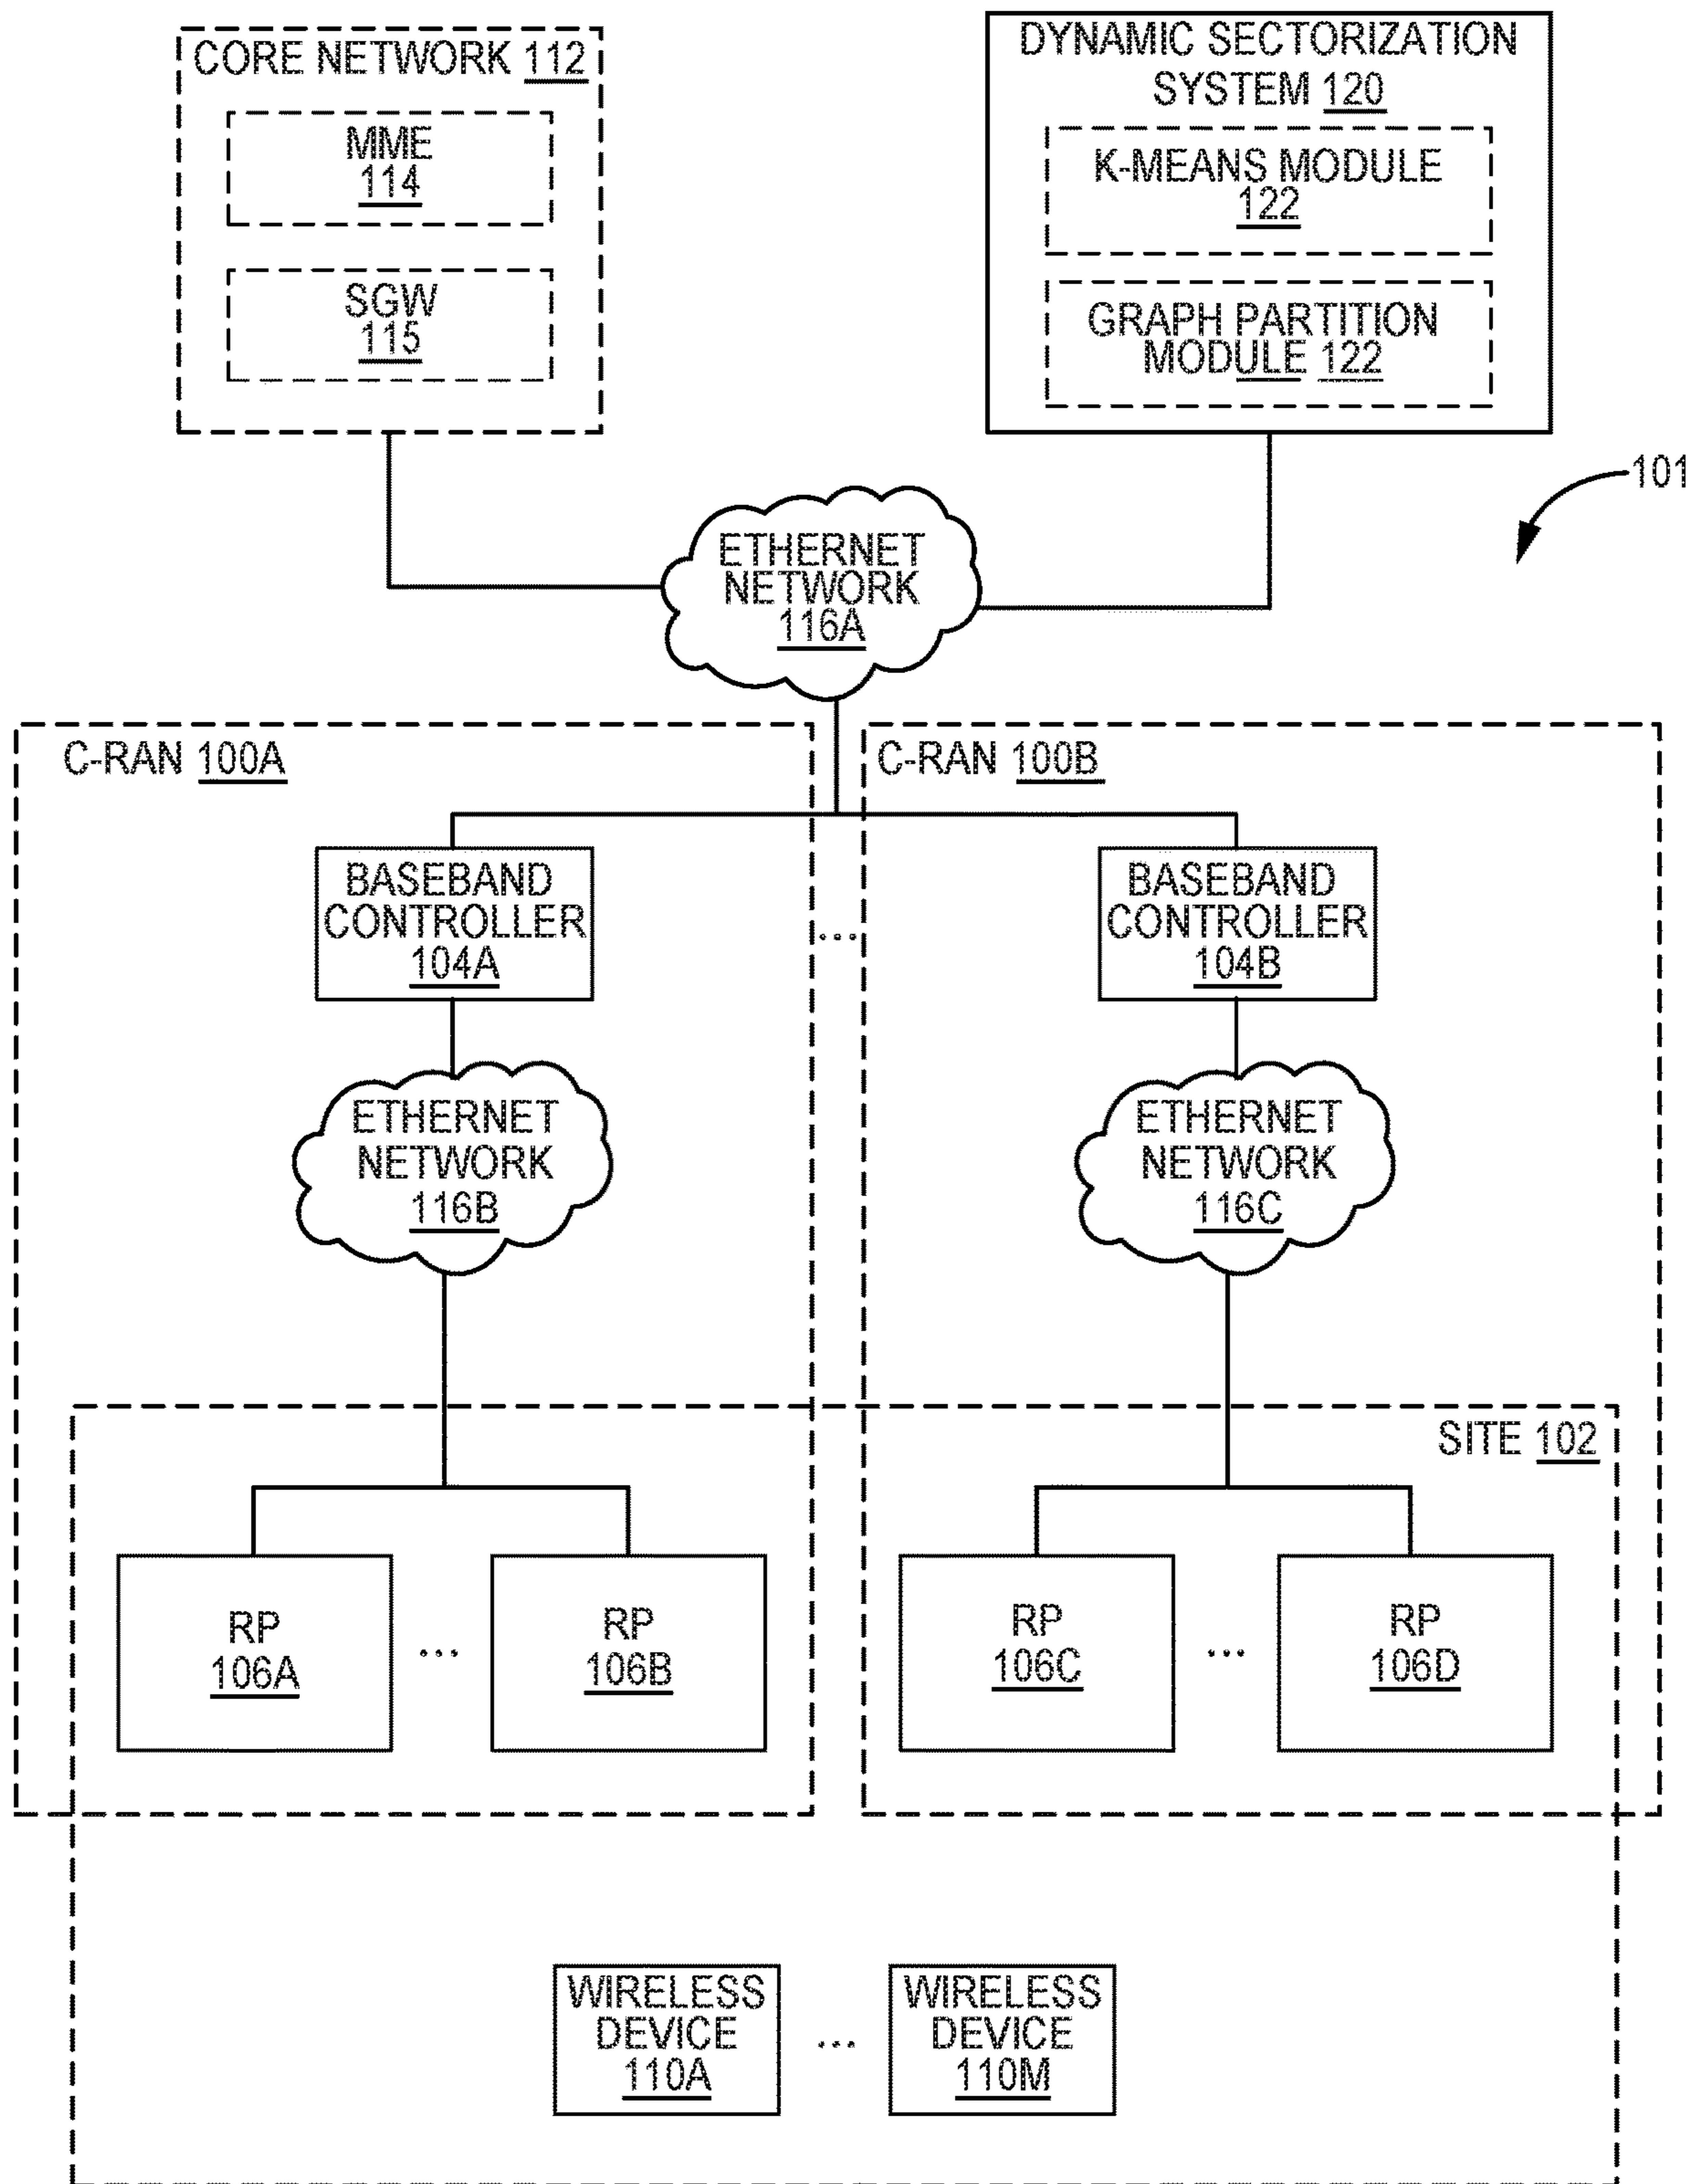 CORE NETWORK 112
MME
114
SGW
115
DYNAMIC SECTORIZATION
SYSTEM 120
K-MEANS MODULE
122
GRAPH PARTITION
MODULE 122
101
ETHERNET
NETWORK
116A
C-RAN 100A
C-RAN 100B
BASEBAND
CONTROLLER
104A
...
BASEBAND
CONTROLLER
104B
ETHERNET
NETWORK
116B
ETHERNET
NETWORK
116C
SITE 102
RP
106A
...
RP
106B
RP
106C
...
RP
106D
WIRELESS
DEVICE
110A
...
WIRELESS
DEVICE
110M